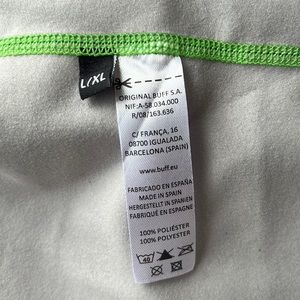 L/XL
ORIGINAL BUFF S.A.
NIF:A-58.034.000
R/08/163.636
C/ FRANÇA, 16
08700 IGUALADA
BARCELONA (SPAIN)
www.buff.eu
FABRICADO EN ESPAÑA
MADE IN SPAIN
HERGESTELLT IN SPANIEN
FABRIQUÉ EN ESPAGNE
100% POLIÉSTER
100% POLYESTER
40